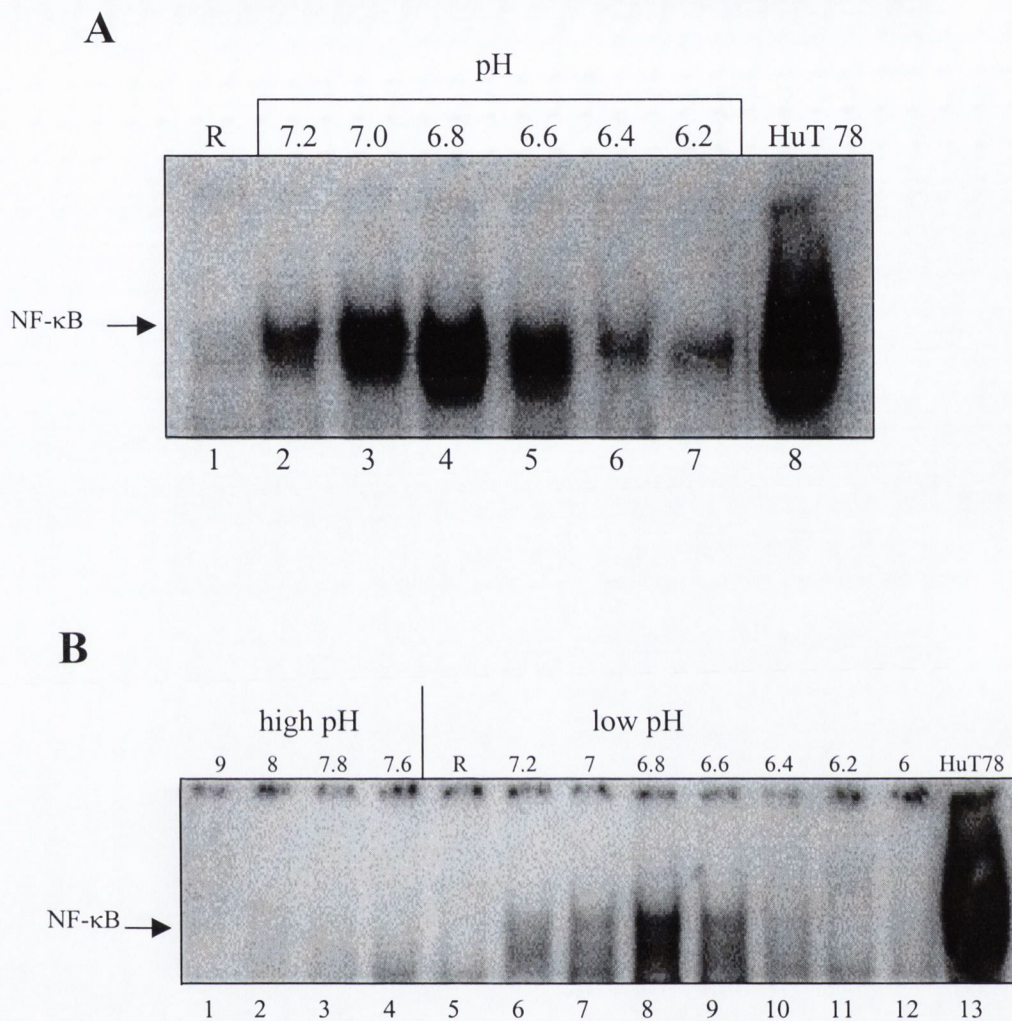 A
pH
R 7.2 7.0 6.8 6.6 6.4 6.2 HuT 78
NF-κB
1 2 3 4 5 6 7 8
B
high pH low pH
9 8 7.8 7.6 R 7.2 7 6.8 6.6 6.4 6.2 6 HuT78
NF-κB
1 2 3 4 5 6 7 8 9 10 11 12 13